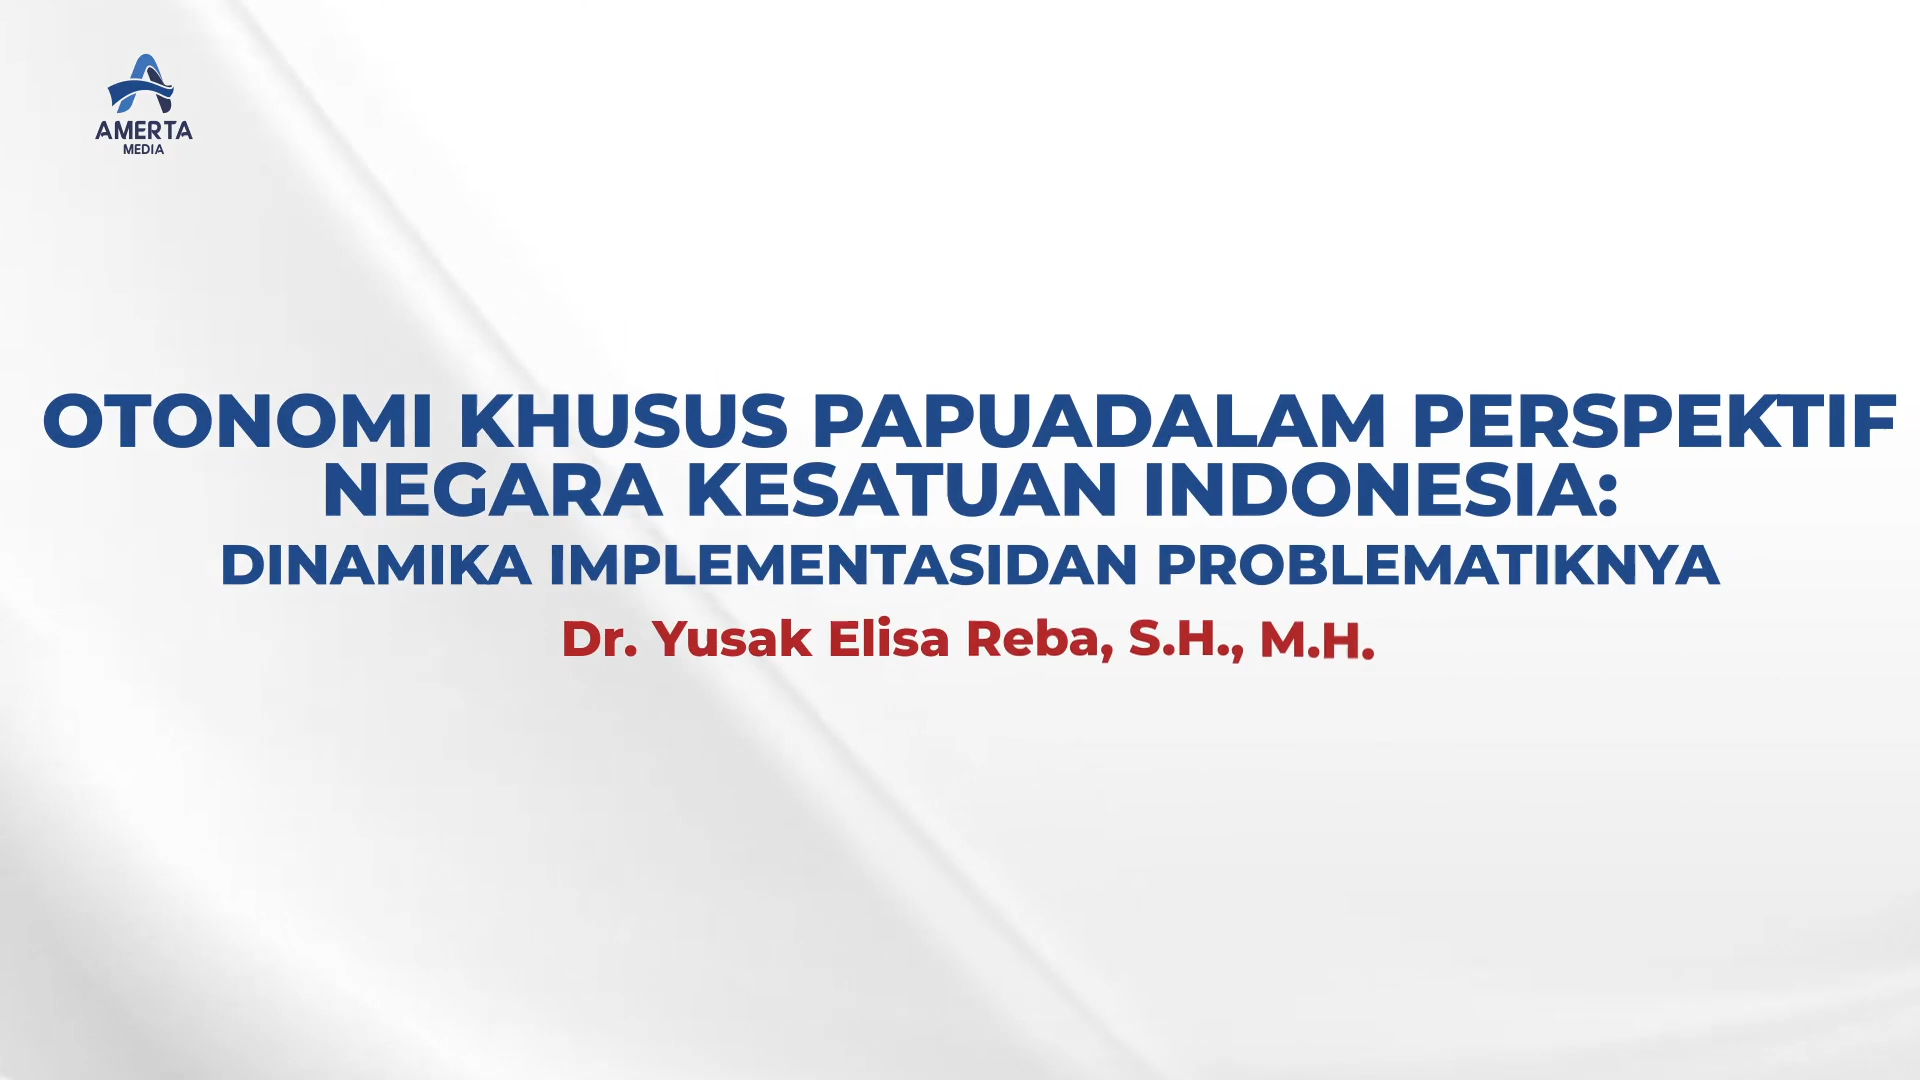 AMERTA
MEDIA
OTONOMI KHUSUS PAPUADALAM PERSPEKTIF
NEGARA KESATUAN INDONESIA:
DINAMIKA IMPLEMENTASIDAN PROBLEMATIKNYA
Dr. Yusak Elisa Reba, S.H., M.H.